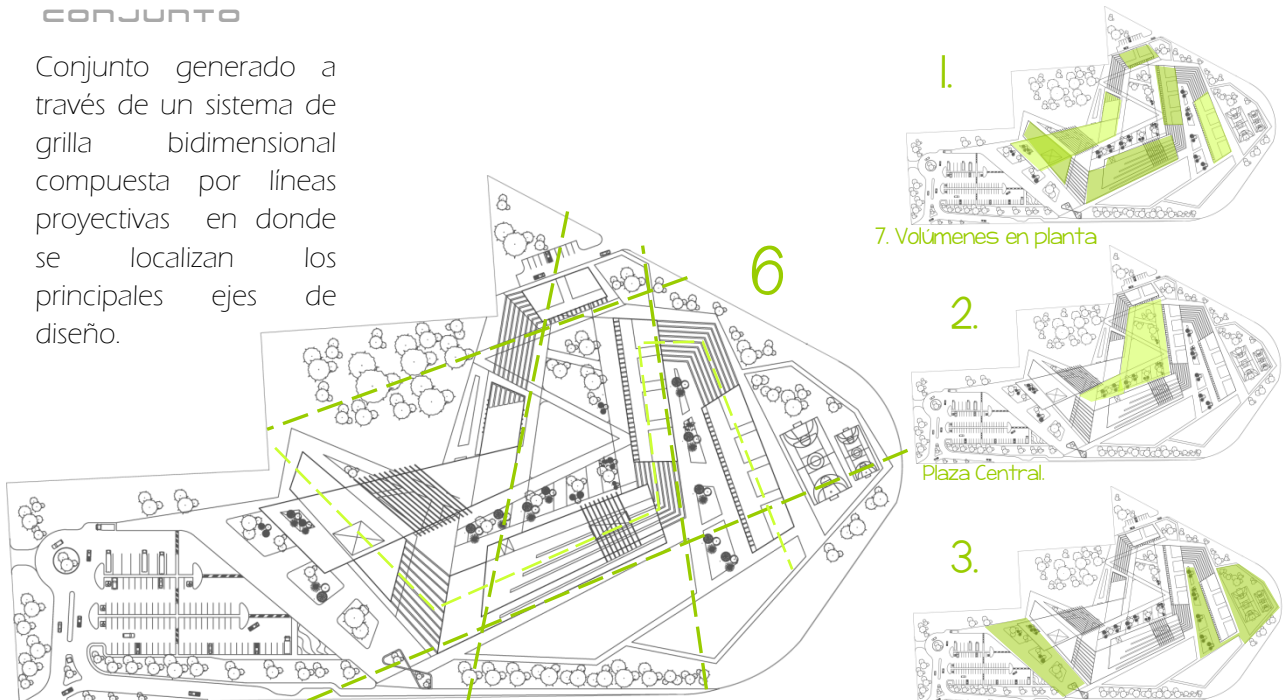 CONJUNTO
Conjunto generado a
través de un sistema de
grilla bidimensional
compuesta por líneas
proyectivas en donde
se localizan los
principales ejes de
diseño.
6
1.
7. Volúmenes en planta
2.
Plaza Central.
3.